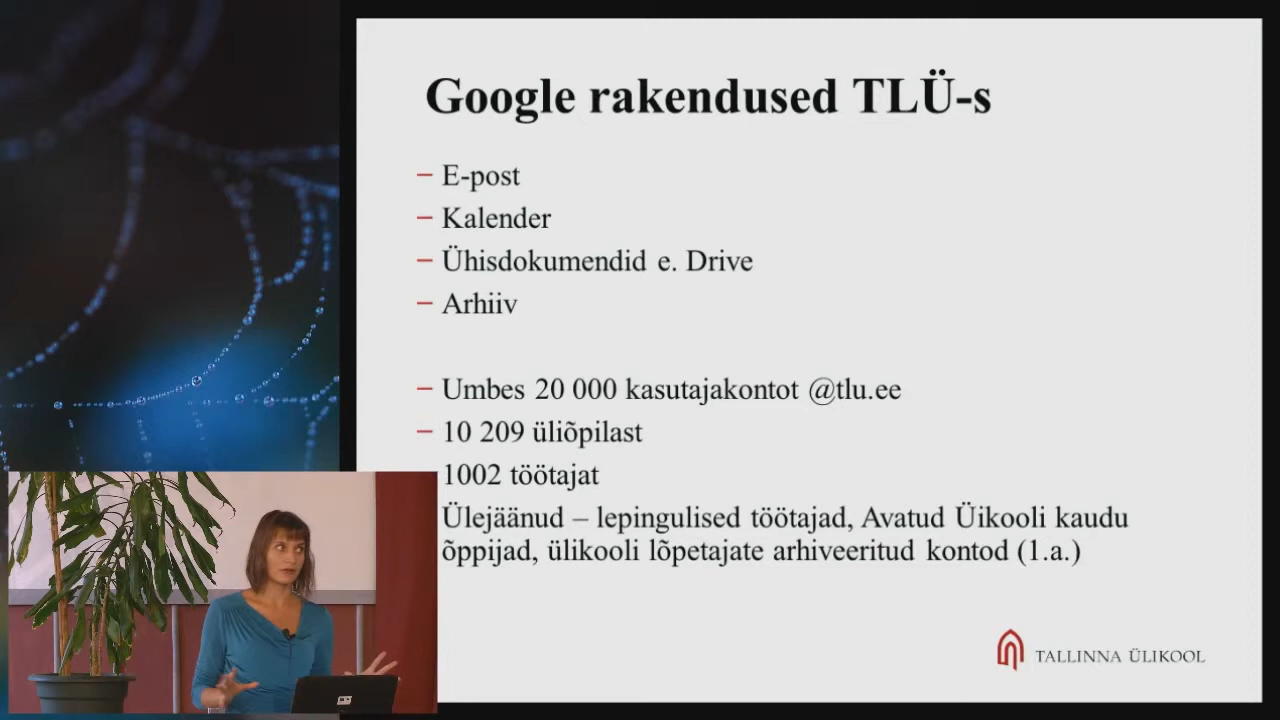 Google rakendused TLÜ-s
– E-post
– Kalender
– Ühisdokumendid e. Drive
– Arhiiv
– Umbes 20 000 kasutajakontot @tlu.ee
– 10 209 üliõpilast
1002 töötajat
Ülejäänud – lepingulised töötajad, Avatud Üikooli kaudu
õppijad, ülikooli lõpetajate arhiveeritud kontod (1.a.)
TALLINNA ÜLIKOOL